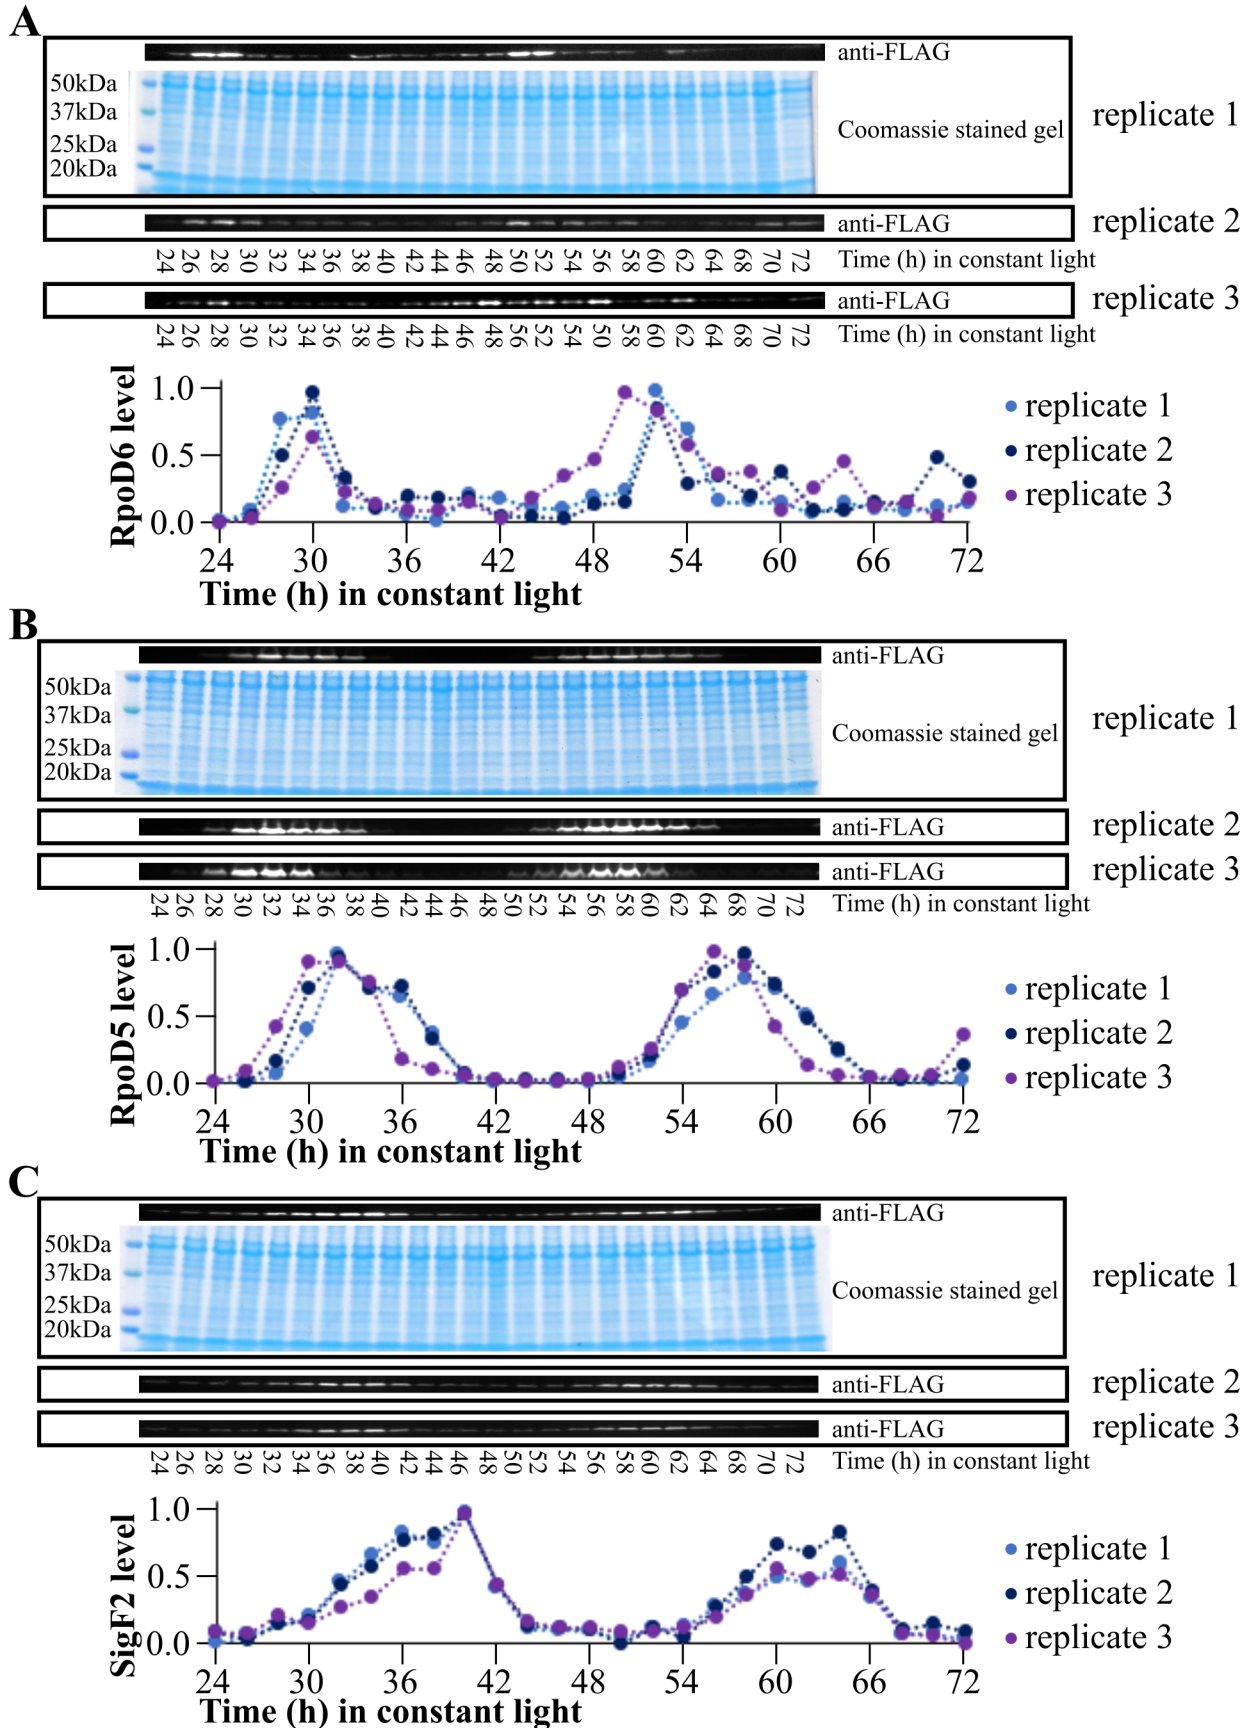 A
anti-FLAG
50kDa
37kDa
25kDa
20kDa
Coomassie stained gel
replicate 1
anti-FLAG
replicate 2
24 26 28 30 32 34 36 38 40 42 44 46 48 50 52 54 56 58 60 62 64 68 70 72
Time (h) in constant light
anti-FLAG
replicate 3
24 26 28 30 32 34 36 38 40 42 44 46 48 50 52 54 56 50 58 60 62 64 68 70 72
Time (h) in constant light
RpoD6 level
1.0
0.5
0.0
24 30 36 42 48 54 60 66 72
Time (h) in constant light
replicate 1
replicate 2
replicate 3
B
anti-FLAG
50kDa
37kDa
25kDa
20kDa
Coomassie stained gel
replicate 1
anti-FLAG
replicate 2
anti-FLAG
replicate 3
24 26 28 30 32 34 36 38 40 42 44 46 48 50 52 54 56 58 60 62 64 68 70 72
Time (h) in constant light
RpoD5 level
1.0
0.5
0.0
24 30 36 42 48 54 60 66 72
Time (h) in constant light
replicate 1
replicate 2
replicate 3
C
anti-FLAG
50kDa
37kDa
25kDa
20kDa
Coomassie stained gel
replicate 1
anti-FLAG
replicate 2
anti-FLAG
replicate 3
24 26 28 30 32 34 36 38 40 42 44 46 48 50 52 54 56 58 60 62 64 68 70 72
Time (h) in constant light
SigF2 level
1.0
0.5
0.0
24 30 36 42 48 54 60 66 72
Time (h) in constant light
replicate 1
replicate 2
replicate 3